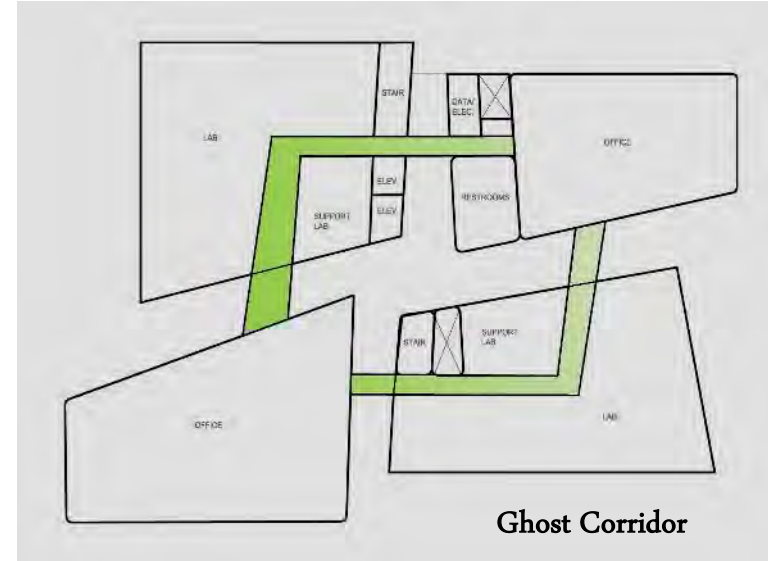 STAIR
DATA/
ELEC.
LAB
OFFICE
ELEV
RESTROOMS
ELEV
SUPPORT
LAB
SUPPORT
LAB
STAIR
LAB
OFFICE
Ghost Corridor